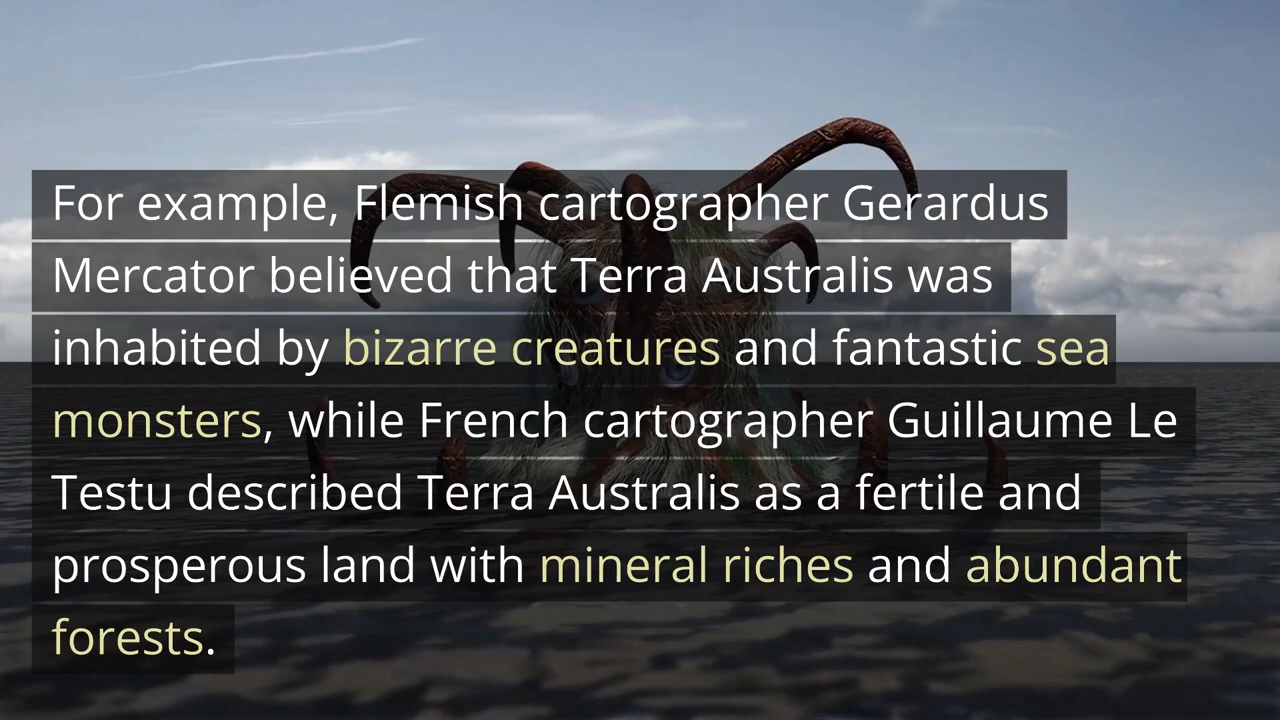 For example, Flemish cartographer Gerardus
Mercator believed that Terra Australis was
inhabited by bizarre creatures and fantastic sea
monsters, while French cartographer Guillaume Le
Testu described Terra Australis as a fertile and
prosperous land with mineral riches and abundant
forests.